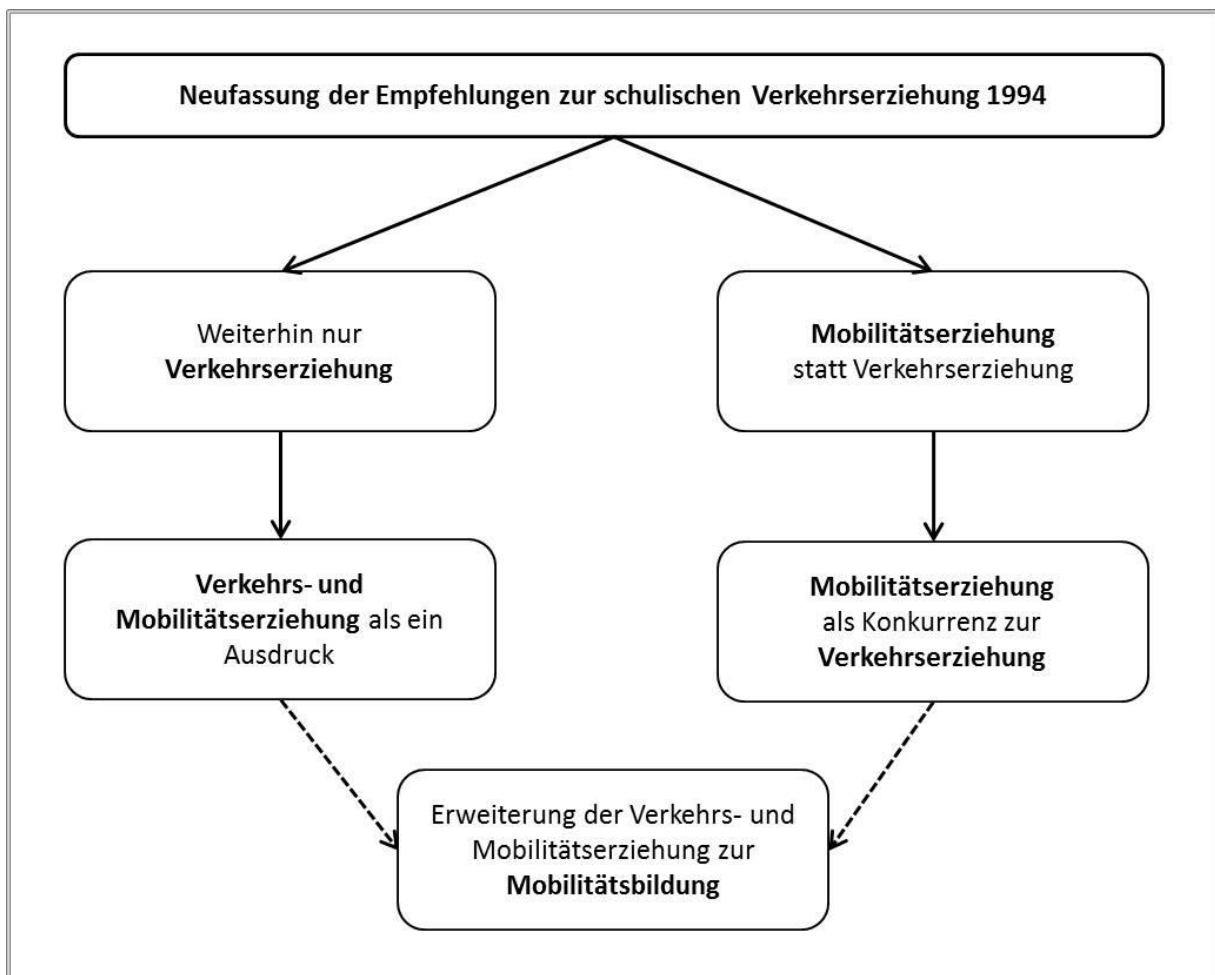 Neufassung der Empfehlungen zur schulischen Verkehrserziehung 1994
Weiterhin nur
Verkehrserziehung
Mobilitätserziehung
statt Verkehrserziehung
Verkehrs- und
Mobilitätserziehung als ein
Ausdruck
Mobilitätserziehung
als Konkurrenz zur
Verkehrserziehung
Erweiterung der Verkehrs- und
Mobilitätserziehung zur
Mobilitätsbildung